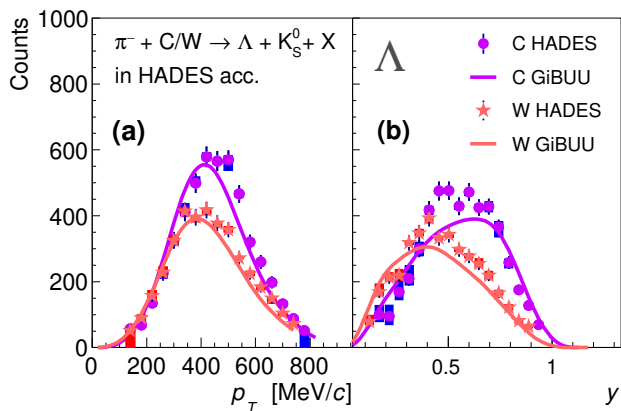 Counts
1000
800
600
400
200
0
π⁻ + C/W → Λ + K⁰_S + X
in HADES acc.
(a)
Λ
(b)
C HADES
C GiBUU
W HADES
W GiBUU
0 200 400 600 800
0.5 1
p_T [MeV/c]
y